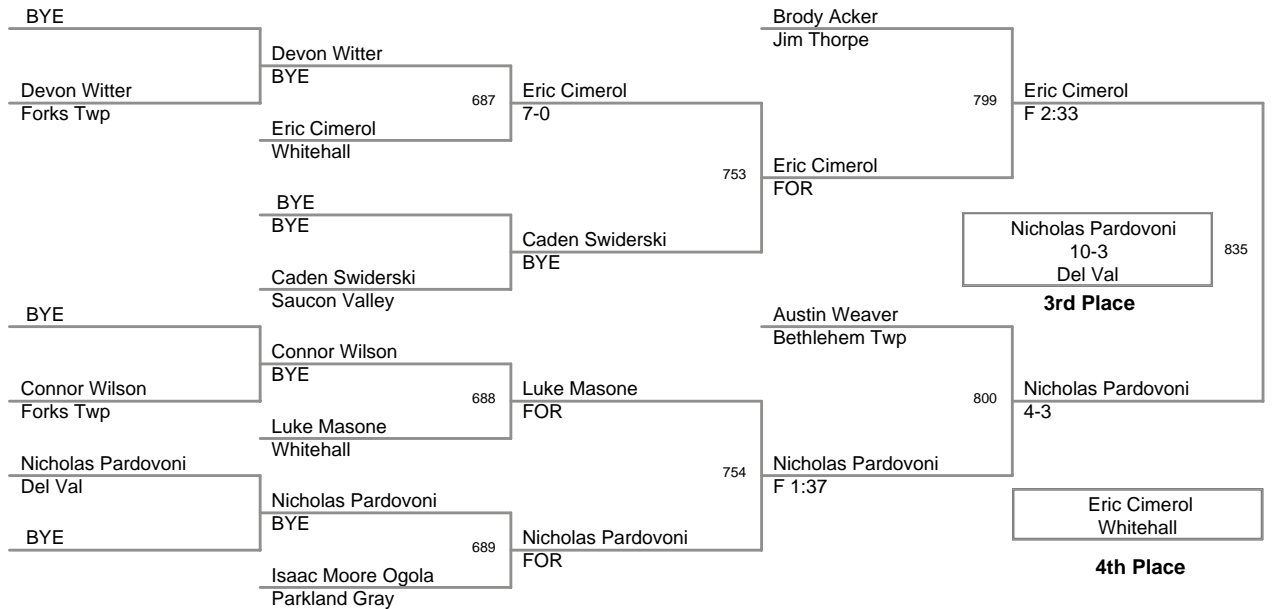 BYE
Devon Witter
Forks Twp
Devon Witter
BYE
Eric Cimerol
Whitehall
687
Eric Cimerol
7-0
BYE
BYE
Caden Swiderski
Saucon Valley
Caden Swiderski
BYE
753
Eric Cimerol
FOR
Brody Acker
Jim Thorpe
799
Eric Cimerol
F 2:33
BYE
Connor Wilson
Forks Twp
Connor Wilson
BYE
Luke Masone
Whitehall
688
Luke Masone
FOR
Nicholas Pardovoni
Del Val
BYE
Nicholas Pardovoni
BYE
Isaac Moore Ogola
Parkland Gray
689
Nicholas Pardovoni
FOR
754
Nicholas Pardovoni
F 1:37
Austin Weaver
Bethlehem Twp
800
Nicholas Pardovoni
4-3
835
Nicholas Pardovoni
10-3
Del Val
3rd Place
Eric Cimerol
Whitehall
4th Place